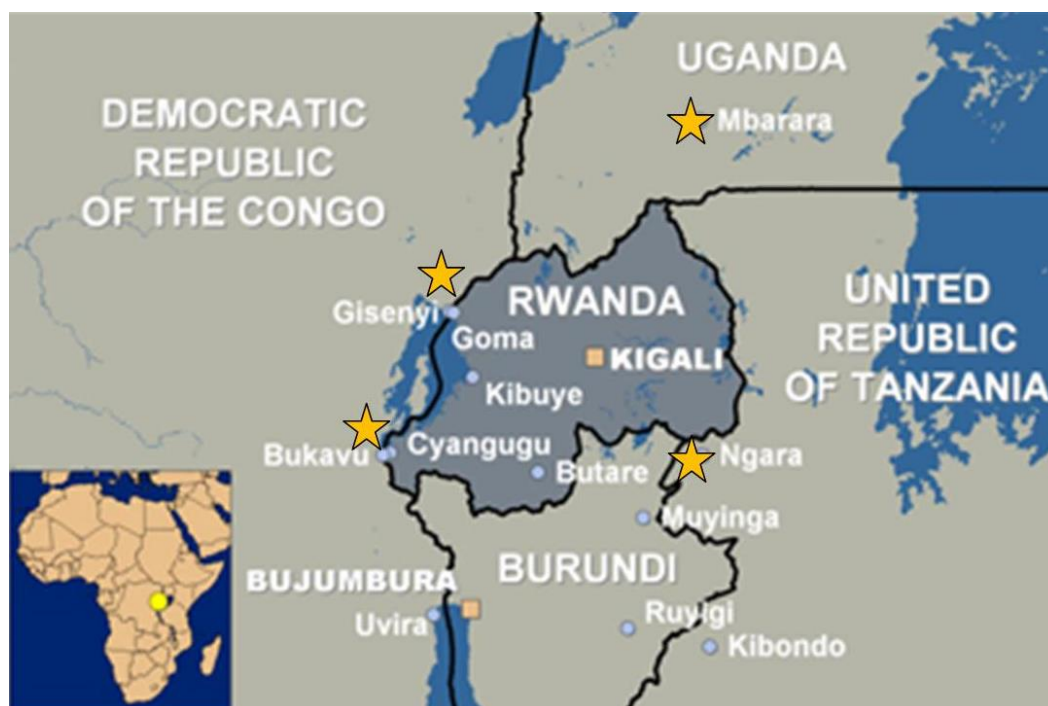 UGANDA
Mbarara
DEMOCRATIC
REPUBLIC
OF THE CONGO
RWANDA
Gisenyi
Goma
KIGALI
Kibuye
UNITED
REPUBLIC
OF TANZANIA
Bukavu
Cyangugu
Butare
Ngara
Muyinga
BURUNDI
BUJUMBURA
Uvira
Ruyigi
Kibondo